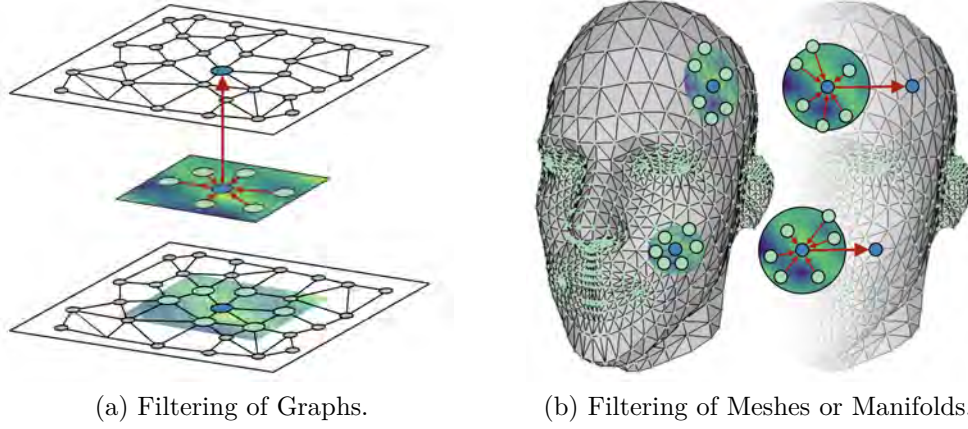 (a) Filtering of Graphs.
(b) Filtering of Meshes or Manifolds.